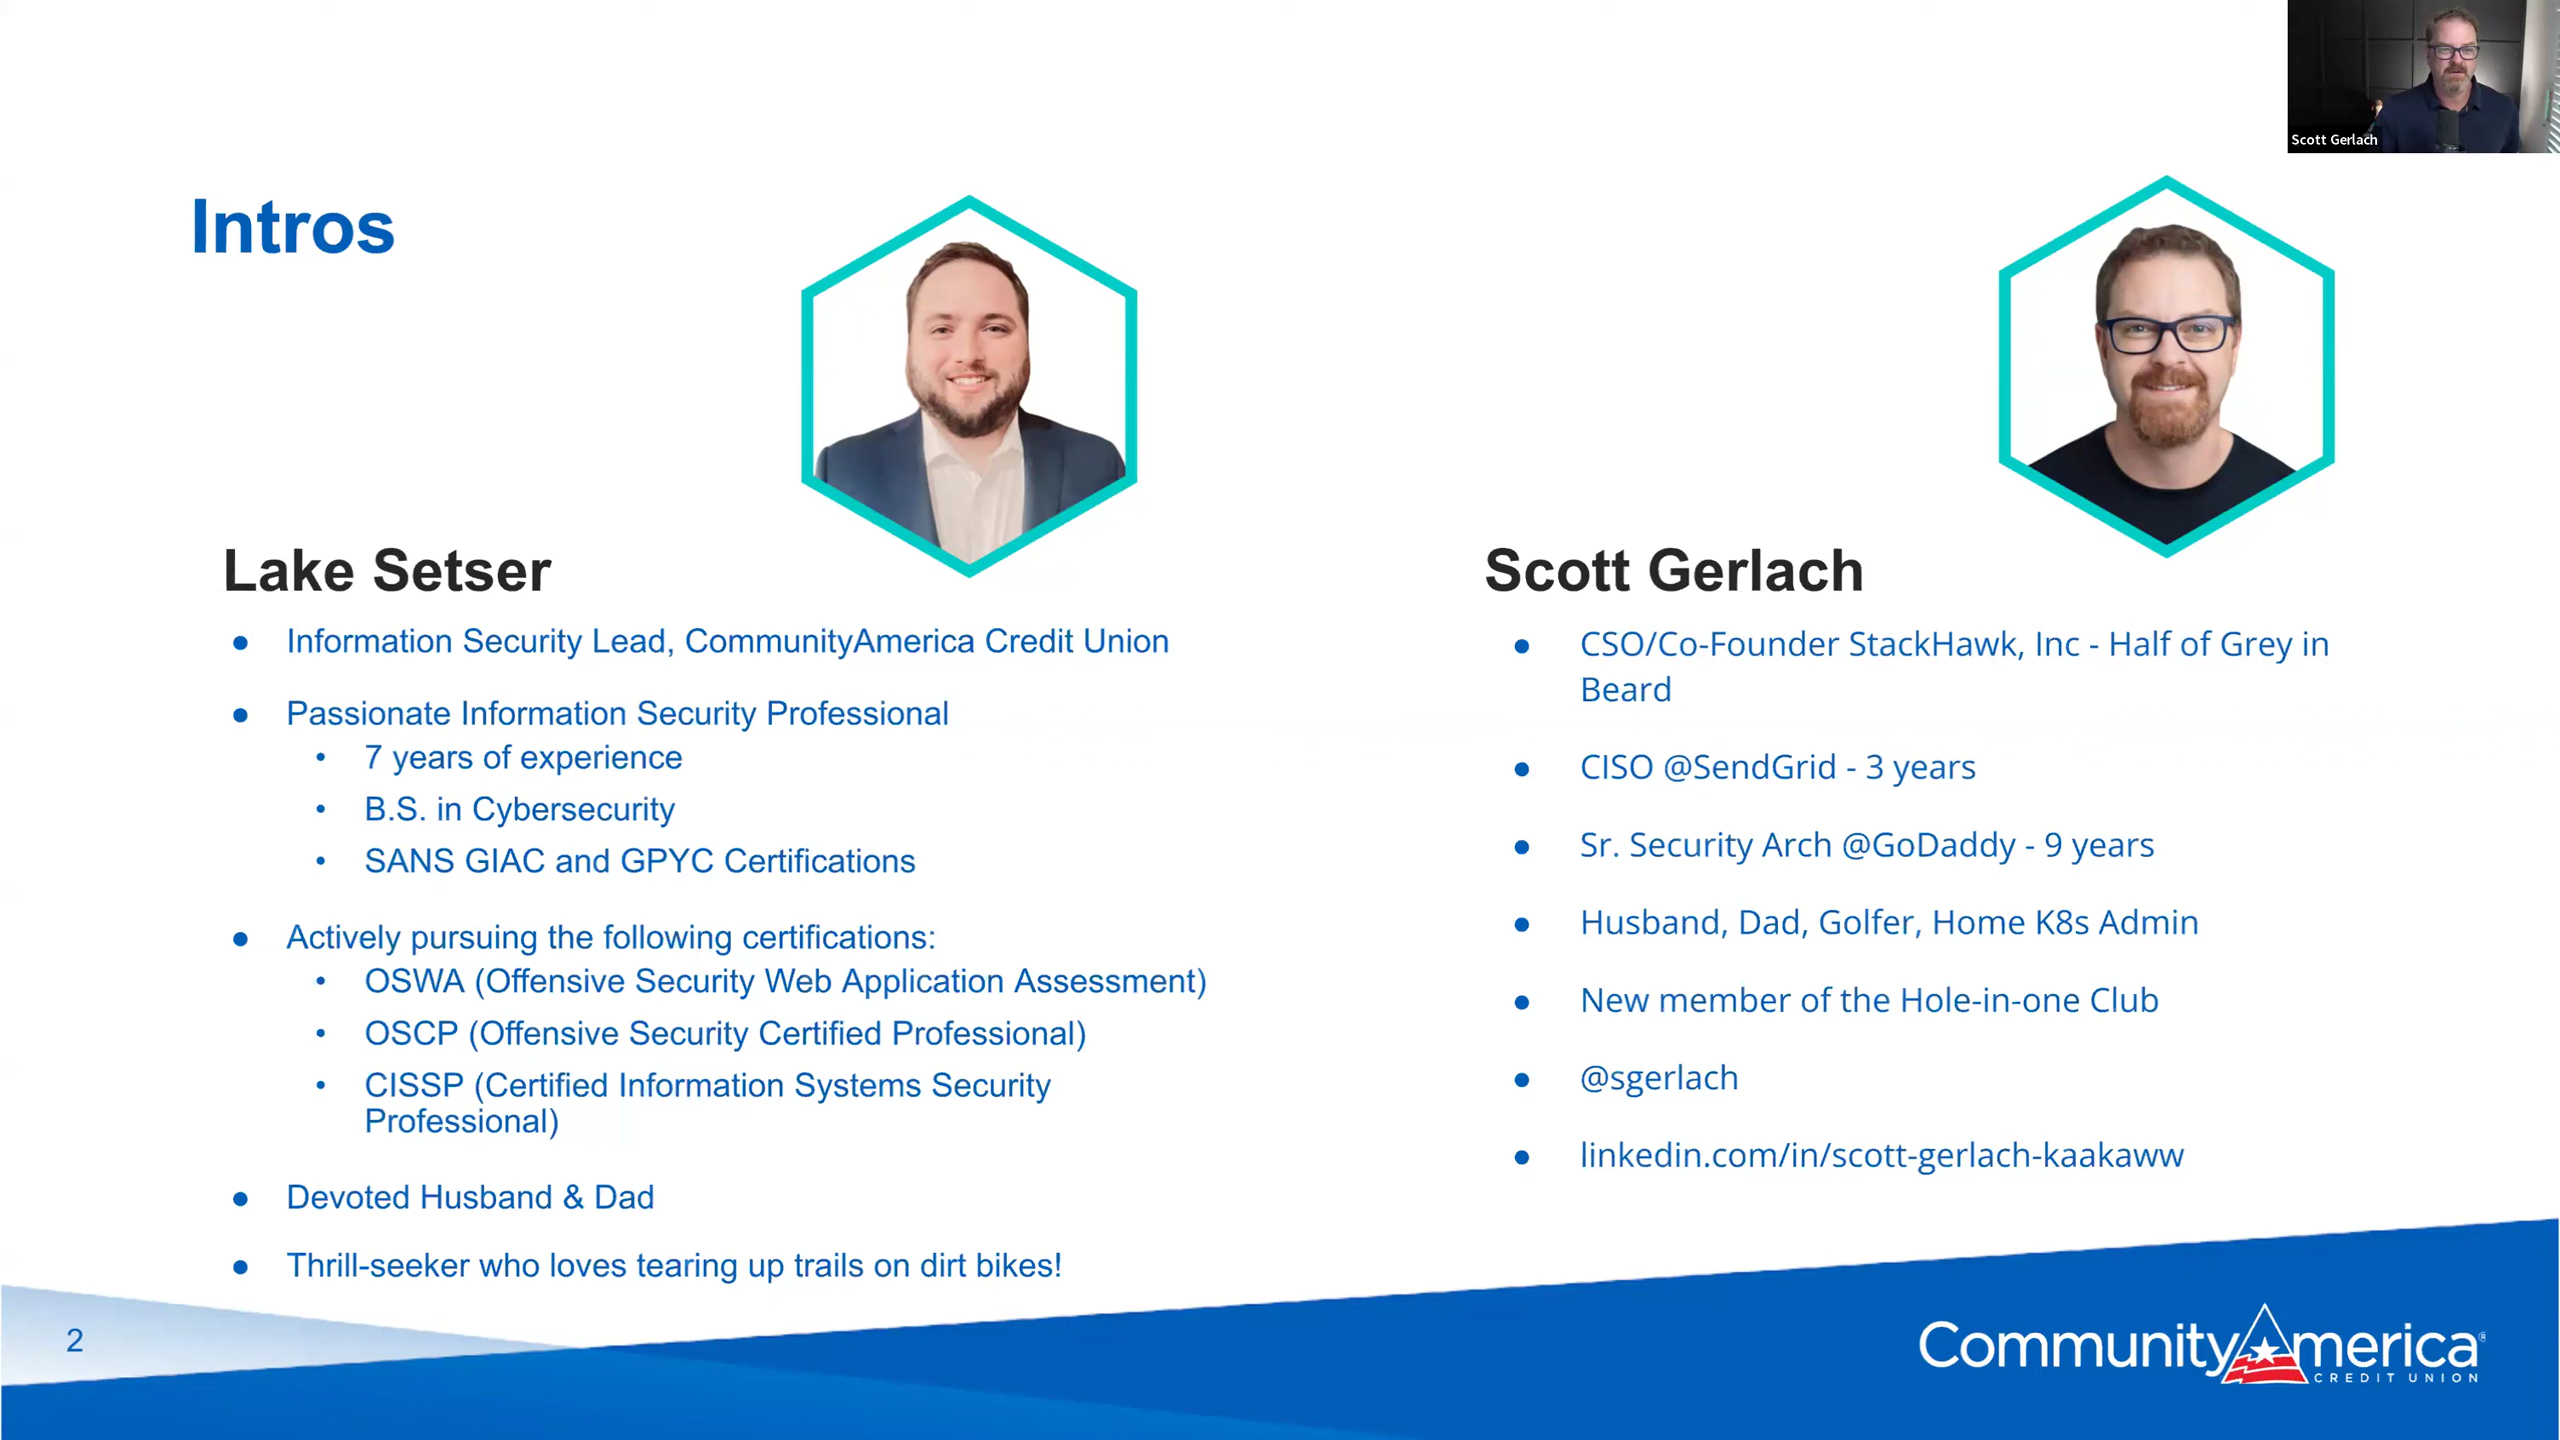 Scott Gerlach
Intros
Lake Setser
● Information Security Lead, CommunityAmerica Credit Union
● Passionate Information Security Professional
• 7 years of experience
• B.S. in Cybersecurity
• SANS GIAC and GPYC Certifications
● Actively pursuing the following certifications:
• OSWA (Offensive Security Web Application Assessment)
• OSCP (Offensive Security Certified Professional)
• CISSP (Certified Information Systems Security
Professional)
● Devoted Husband & Dad
● Thrill-seeker who loves tearing up trails on dirt bikes!
Scott Gerlach
● CSO/Co-Founder StackHawk, Inc - Half of Grey in
Beard
● CISO @SendGrid - 3 years
● Sr. Security Arch @GoDaddy - 9 years
● Husband, Dad, Golfer, Home K8s Admin
● New member of the Hole-in-one Club
● @sgerlach
● linkedin.com/in/scott-gerlach-kaakaww
2
CommunityAmerica®
CREDIT UNION